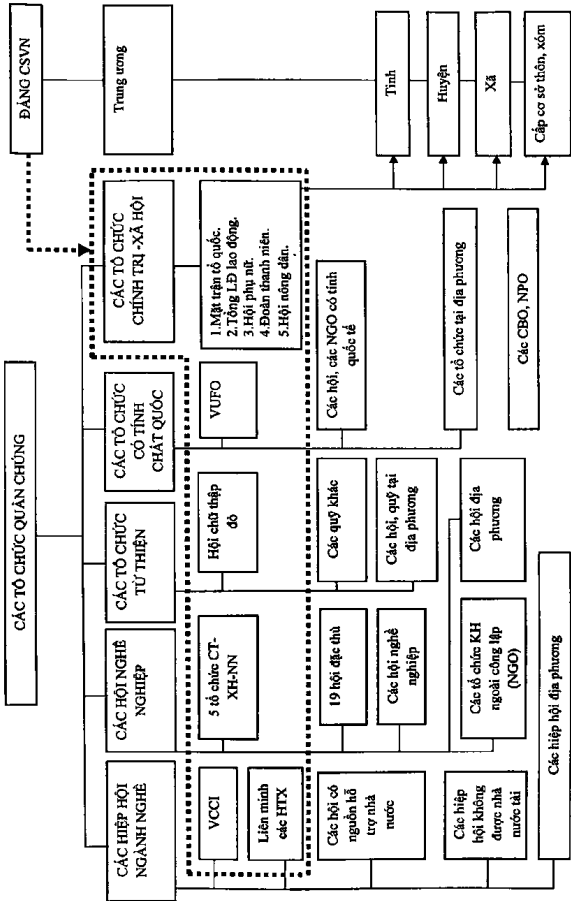 CÁC TỔ CHỨC QUẦN CHÚNG
ĐẢNG CSVN
CÁC HIỆP HỘI
NGÀNH NGHỀ
CÁC HỘI NGHỀ
NGHIỆP
CÁC TỔ CHỨC
TỪ THIỆN
CÁC TỔ CHỨC
CÓ TÍNH
CHẤT QUỐC
CÁC TỔ CHỨC
CHÍNH TRỊ -XÃ HỘI
Trung ương
VCCI
5 tổ chức CT-
XH-NN
Hội chữ thập
đỏ
VUFO
1.Mặt trận tổ quốc.
2.Tổng LĐ lao động.
3.Hội phụ nữ.
4.Đoàn thanh niên.
5.Hội nông dân.
Liên minh
các HTX
Các hội có
nguồn hỗ
trợ nhà
nước
19 hội đặc thù
Các quỹ khác
Các hội, các NGO có tính
quốc tế
Tỉnh
Các hội nghề
nghiệp
Các hội, quỹ tại
địa phương
Huyện
Các hiệp
hội không
được nhà
nước tài
Các tổ chức KH
ngoài công lập
(NGO)
Các hội địa
phương
Các tổ chức tại địa phương
Xã
Các hiệp hội địa phương
Các CBO, NPO
Cấp cơ sở thôn, xóm